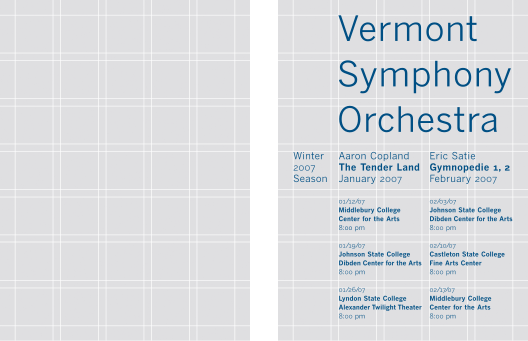 Vermont
Symphony
Orchestra
Winter
2007
Season
Aaron Copland
The Tender Land
January 2007
Eric Satie
Gymnopedie 1, 2
February 2007
01/12/07
Middlebury College
Center for the Arts
8:00 pm
01/19/07
Johnson State College
Dibden Center for the Arts
8:00 pm
01/26/07
Lyndon State College
Alexander Twilight Theater
8:00 pm
02/03/07
Johnson State College
Dibden Center for the Arts
8:00 pm
02/10/07
Castleton State College
Fine Arts Center
8:00 pm
02/17/07
Middlebury College
Center for the Arts
8:00 pm